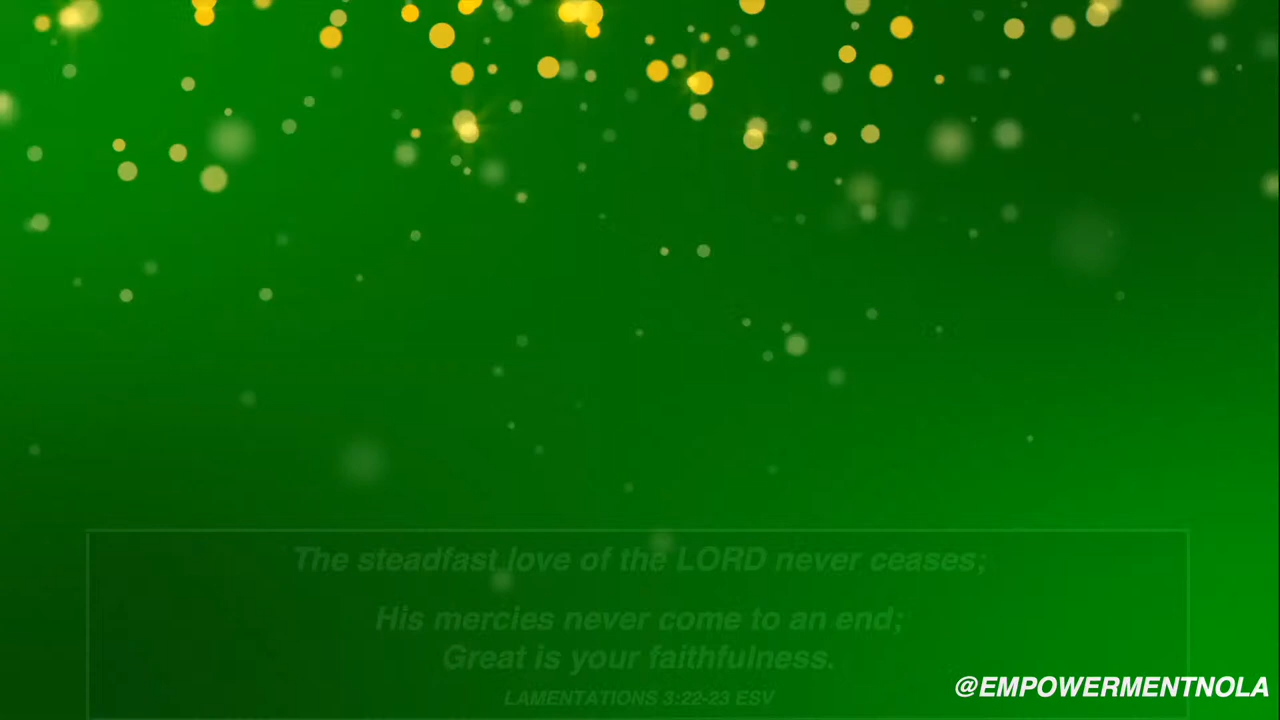 The steadfast love of the LORD never ceases;
His mercies never come to an end;
Great is your faithfulness.
LAMENTATIONS 3:22-23 ESV
@EMPOWERMENTNOLA